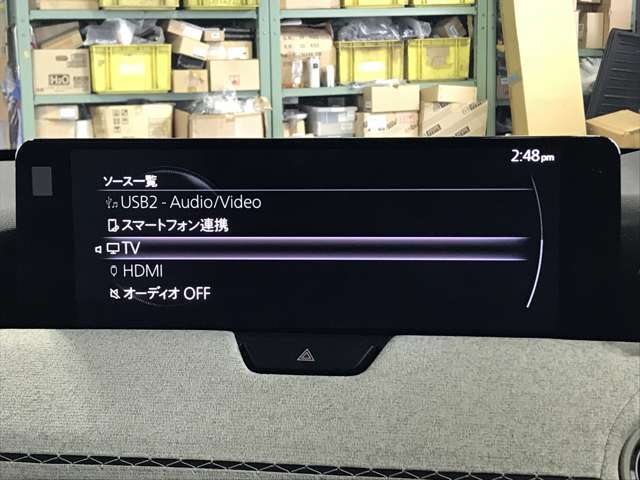 H2O
2:48pm
ソース一覧
USB2 - Audio/Video
スマートフォン連携
TV
HDMI
オーディオ OFF